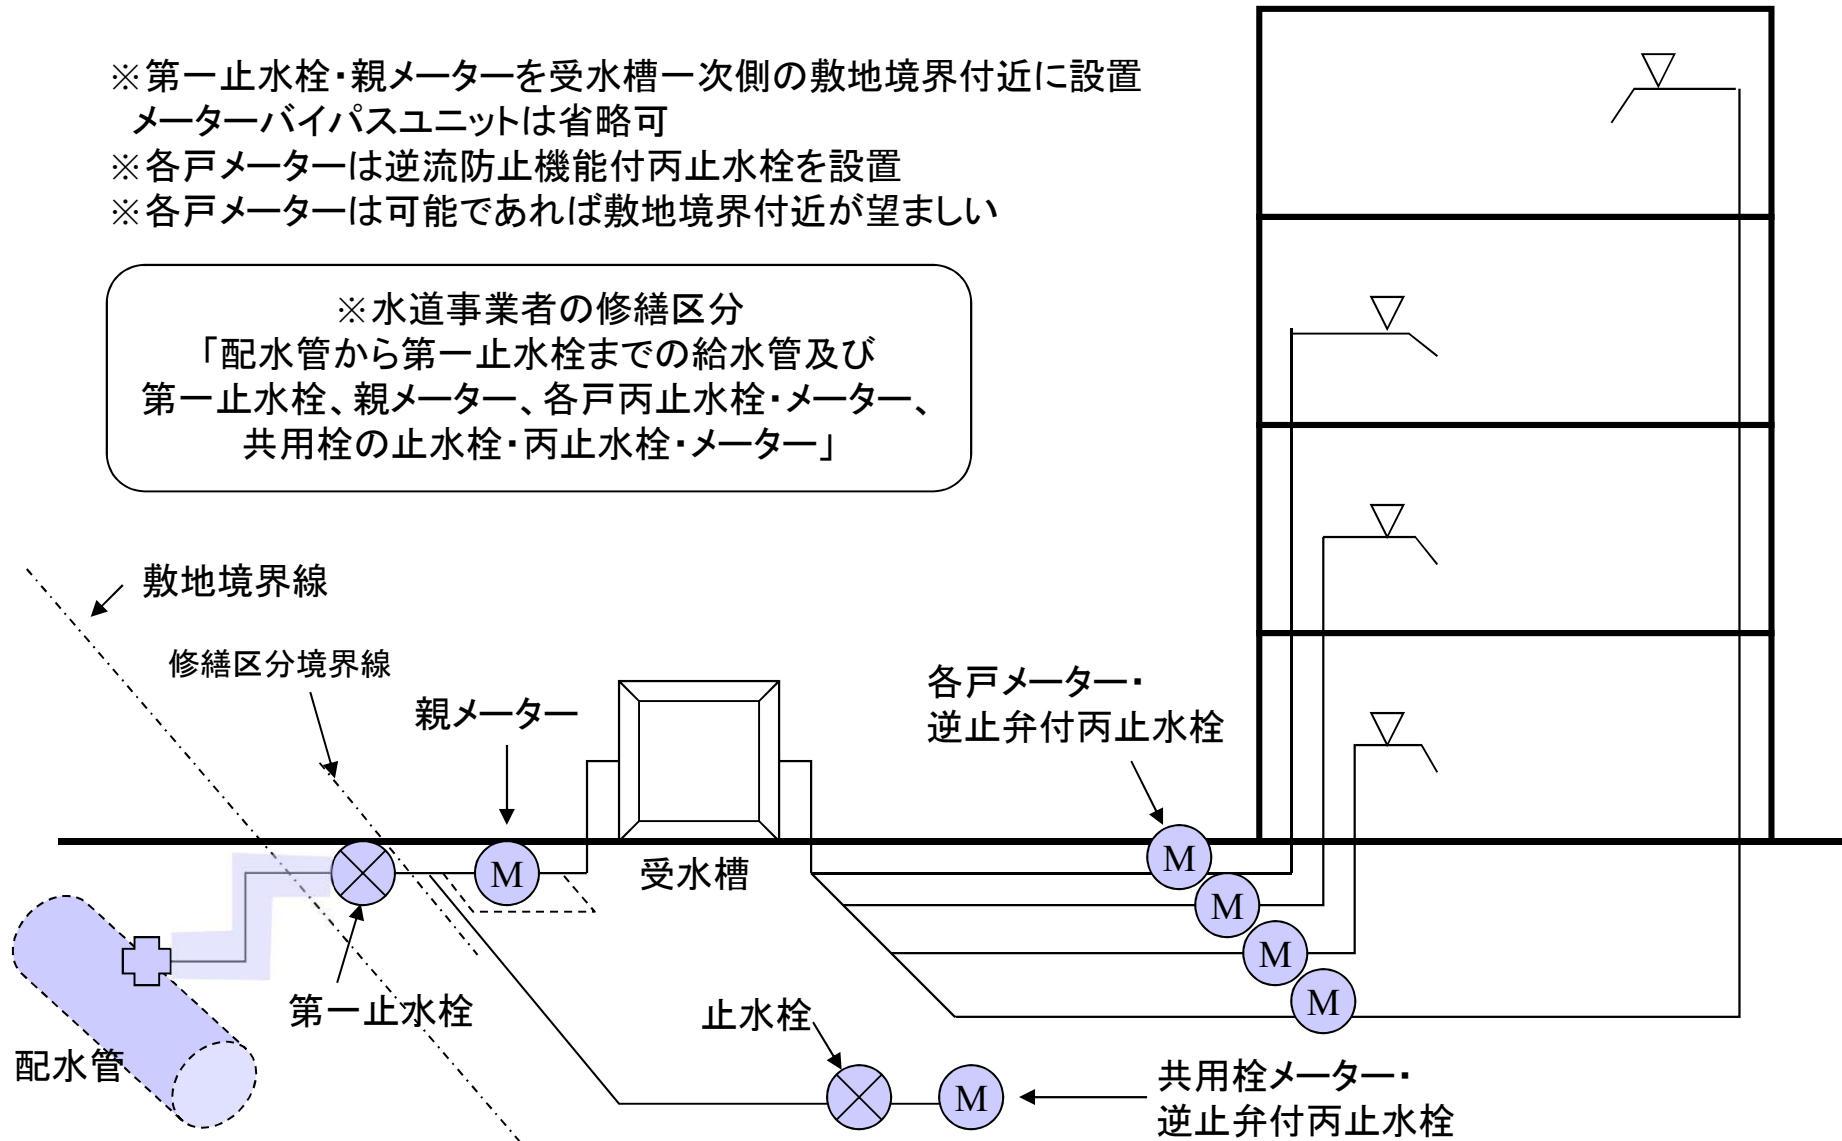 ※第一止水栓・親メーターを受水槽一次側の敷地境界付近に設置
メーターバイパスユニットは省略可
※各戸メーターは逆流防止機能付丙止水栓を設置
※各戸メーターは可能であれば敷地境界付近が望ましい
※水道事業者の修繕区分
「配水管から第一止水栓までの給水管及び
第一止水栓、親メーター、各戸丙止水栓・メーター、
共用栓の止水栓・丙止水栓・メーター」
敷地境界線
修繕区分境界線
親メーター
各戸メーター・
逆止弁付丙止水栓
M
受水槽
M
M
M
M
第一止水栓
止水栓
配水管
M
共用栓メーター・
逆止弁付丙止水栓